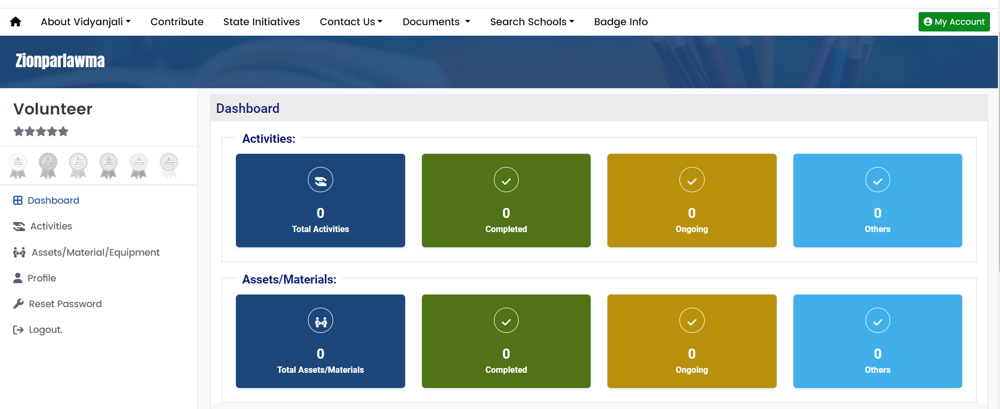 About Vidyanjali Contribute State Initiatives Contact Us Documents Search Schools Badge Info My Account
Zionparlawma
Volunteer
Dashboard
Activities
Assets/Material/Equipment
Profile
Reset Password
Logout.
Dashboard
Activities:
0 0 0 0
Total Activities Completed Ongoing Others
Assets/Materials:
0 0 0 0
Total Assets/Materials Completed Ongoing Others